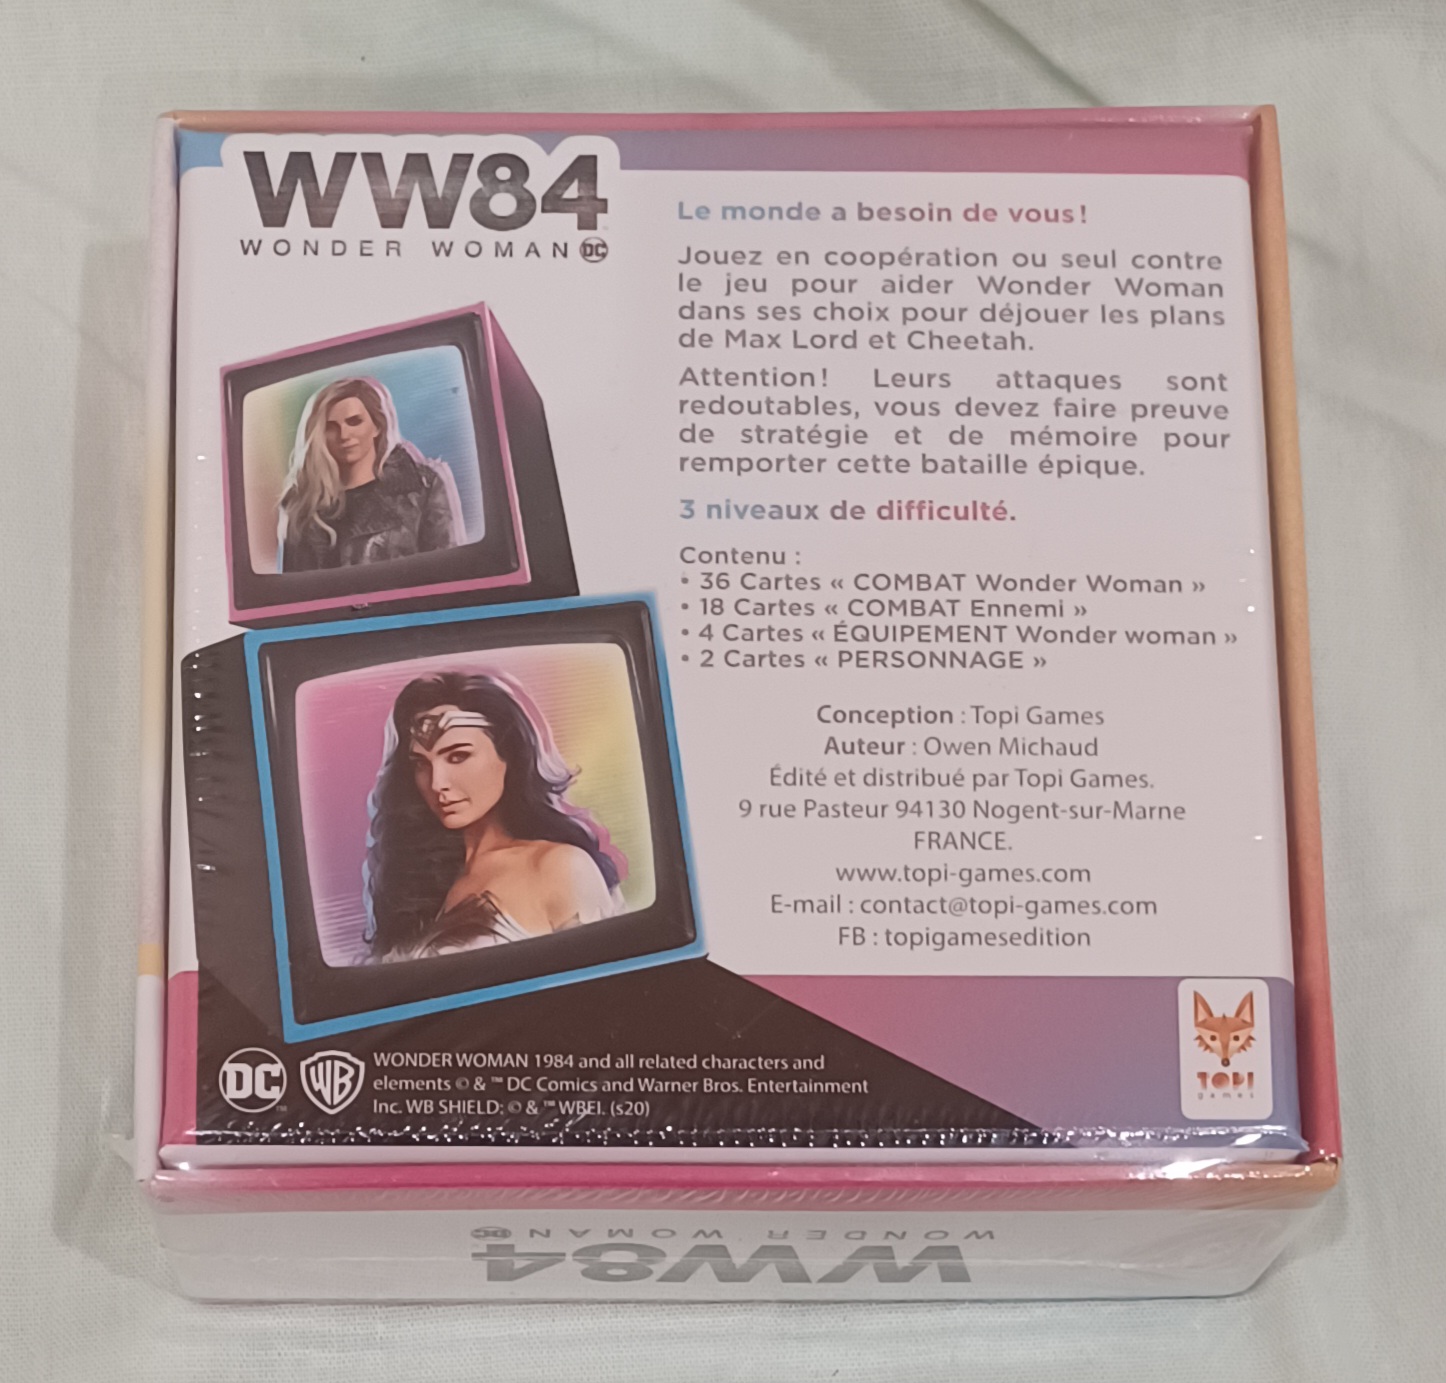 WW84
WONDER WOMAN DC
Le monde a besoin de vous!
Jouez en coopération ou seul contre
le jeu pour aider Wonder Woman
dans ses choix pour déjouer les plans
de Max Lord et Cheetah.
Attention! Leurs attaques sont
redoutables, vous devez faire preuve
de stratégie et de mémoire pour
remporter cette bataille épique.
3 niveaux de difficulté.
Contenu :
• 36 Cartes « COMBAT Wonder Woman »
• 18 Cartes « COMBAT Ennemi »
• 4 Cartes « ÉQUIPEMENT Wonder woman »
• 2 Cartes « PERSONNAGE »
Conception : Topi Games
Auteur : Owen Michaud
Édité et distribué par Topi Games.
9 rue Pasteur 94130 Nogent-sur-Marne
FRANCE.
www.topi-games.com
E-mail : contact@topi-games.com
FB : topigamesedition
DC™ WB
WONDER WOMAN 1984 and all related characters and
elements © & ™ DC Comics and Warner Bros. Entertainment
Inc. WB SHIELD: © & ™ WBEI. (s20)
TOPI
games
WW84
WONDER WOMAN DC